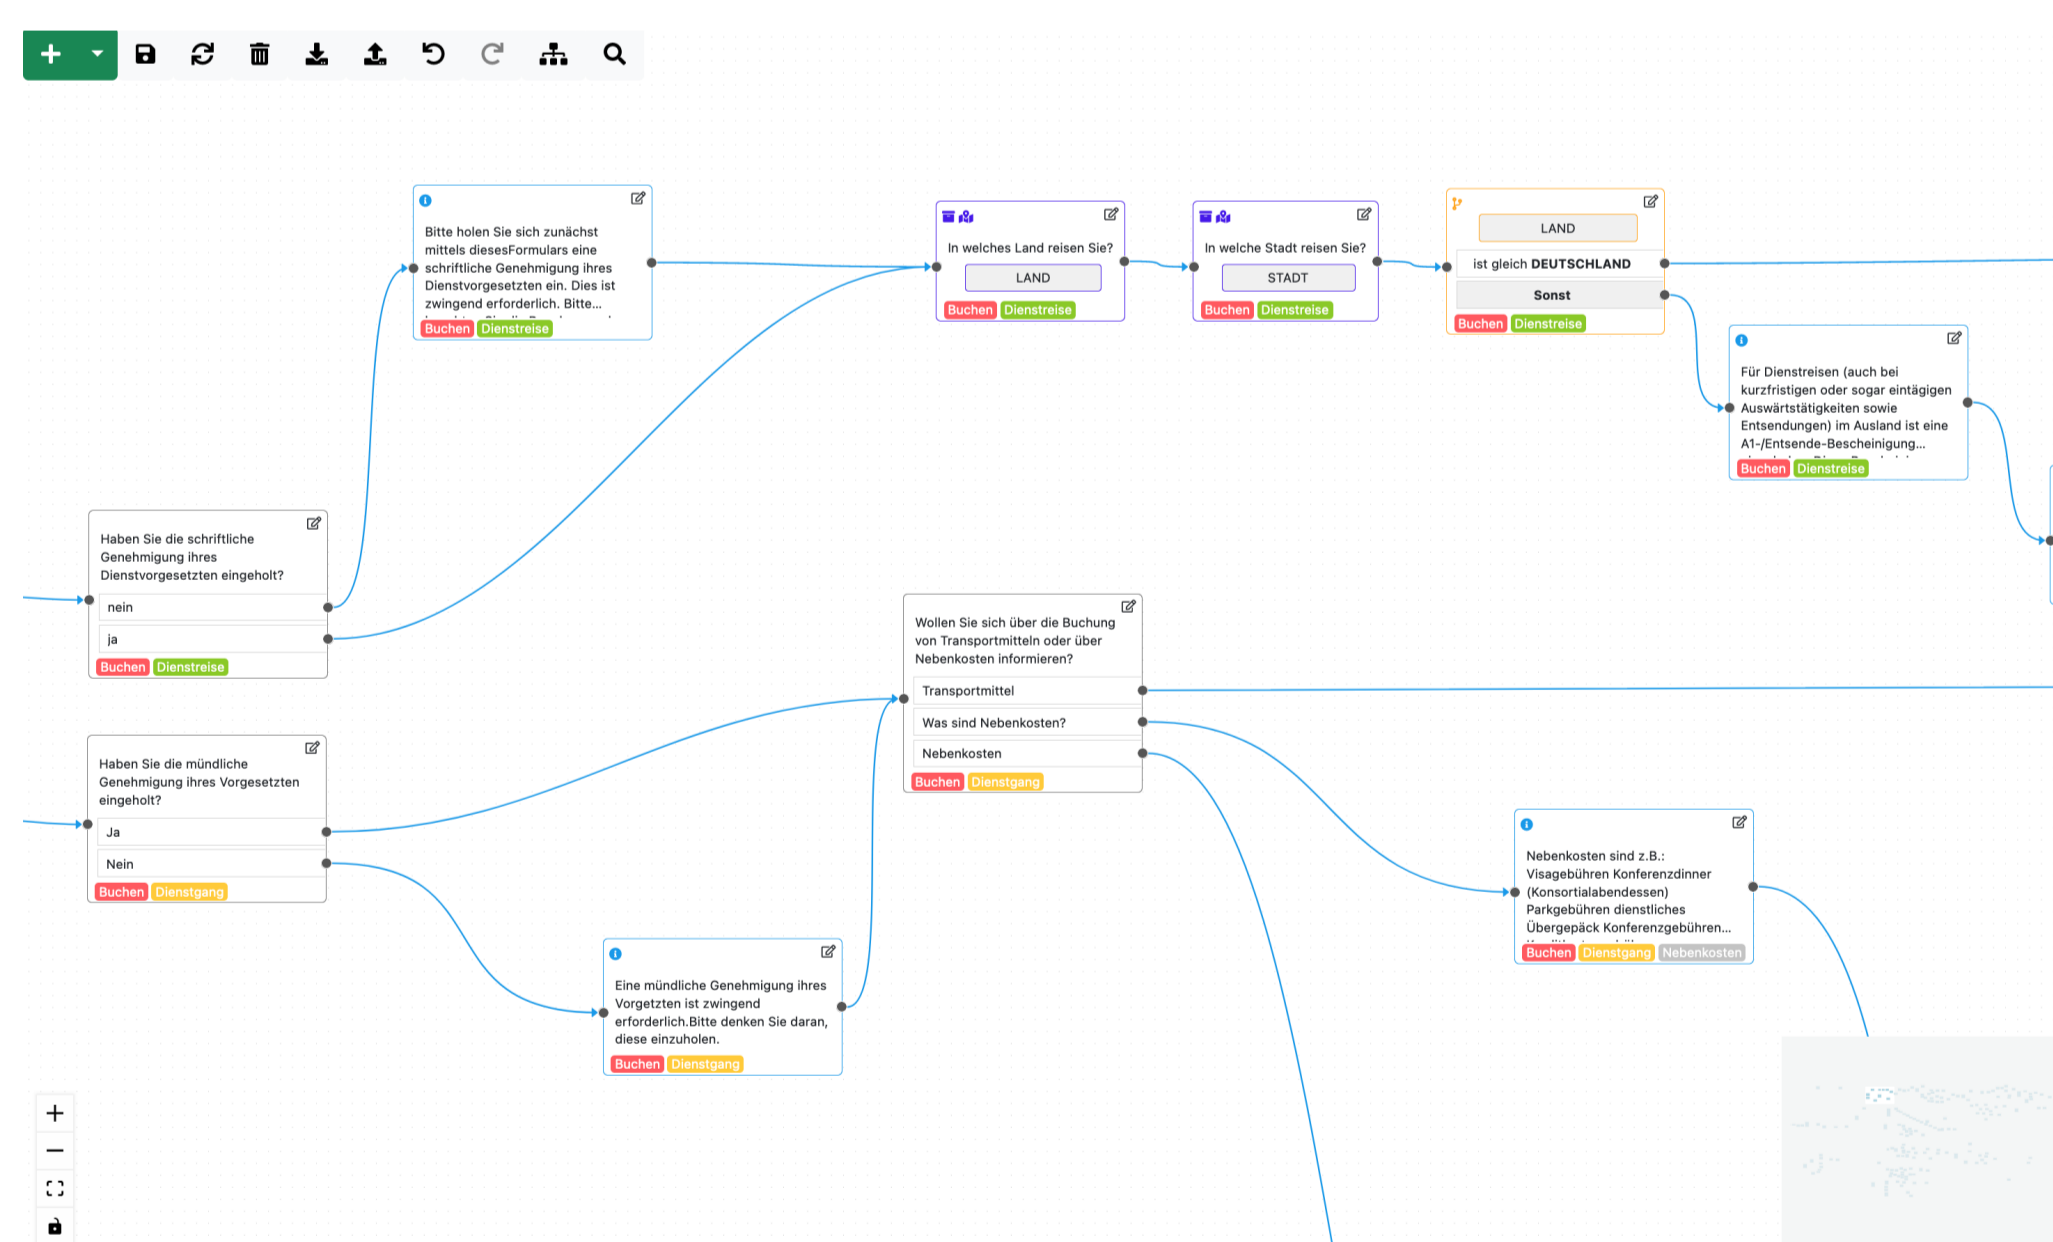 Bitte holen Sie sich zunächst
mittels diesesFormulars eine
schriftliche Genehmigung ihres
Dienstvorgesetzten ein. Dies ist
zwingend erforderlich. Bitte...
Buchen Dienstreise
In welches Land reisen Sie?
LAND
Buchen Dienstreise
In welche Stadt reisen Sie?
STADT
Buchen Dienstreise
LAND
ist gleich DEUTSCHLAND
Sonst
Buchen Dienstreise
Für Dienstreisen (auch bei
kurzfristigen oder sogar eintägigen
Auswärtstätigkeiten sowie
Entsendungen) im Ausland ist eine
A1-/Entsende-Bescheinigung...
Buchen Dienstreise
Haben Sie die schriftliche
Genehmigung ihres
Dienstvorgesetzten eingeholt?
nein
ja
Buchen Dienstreise
Wollen Sie sich über die Buchung
von Transportmitteln oder über
Nebenkosten informieren?
Transportmittel
Was sind Nebenkosten?
Nebenkosten
Buchen Dienstgang
Haben Sie die mündliche
Genehmigung ihres Vorgesetzten
eingeholt?
Ja
Nein
Buchen Dienstgang
Nebenkosten sind z.B.:
Visagebühren Konferenzdinner
(Konsortialabendessen)
Parkgebühren dienstliches
Übergepäck Konferenzgebühren...
Buchen Dienstgang Nebenkosten
Eine mündliche Genehmigung ihres
Vorgetzten ist zwingend
erforderlich.Bitte denken Sie daran,
diese einzuholen.
Buchen Dienstgang